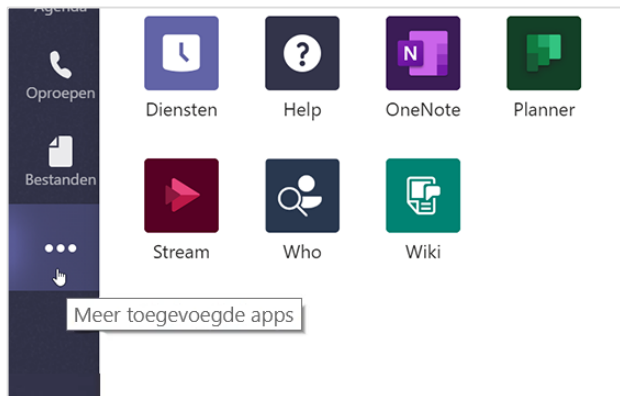 Agenda
Oproepen
Bestanden
Diensten
Help
N
OneNote
Planner
Stream
Who
Wiki
Meer toegevoegde apps